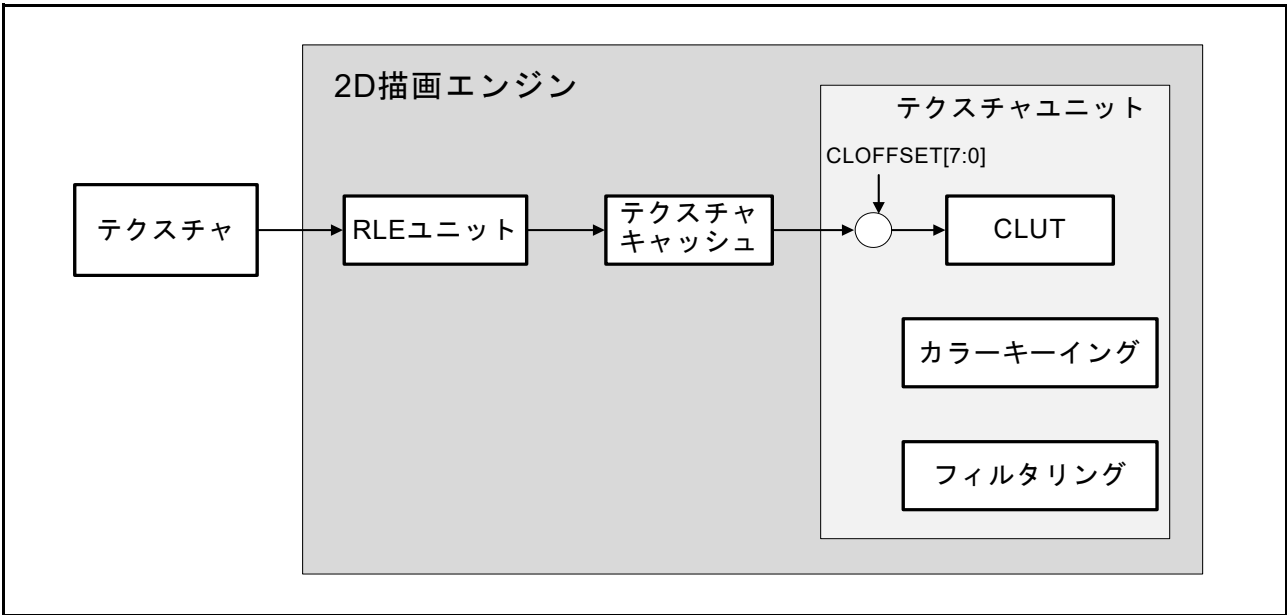 2D描画エンジン
テクスチャユニット
CLOFFSET[7:0]
テクスチャ
RLEユニット
テクスチャ
キャッシュ
CLUT
カラーキーイング
フィルタリング